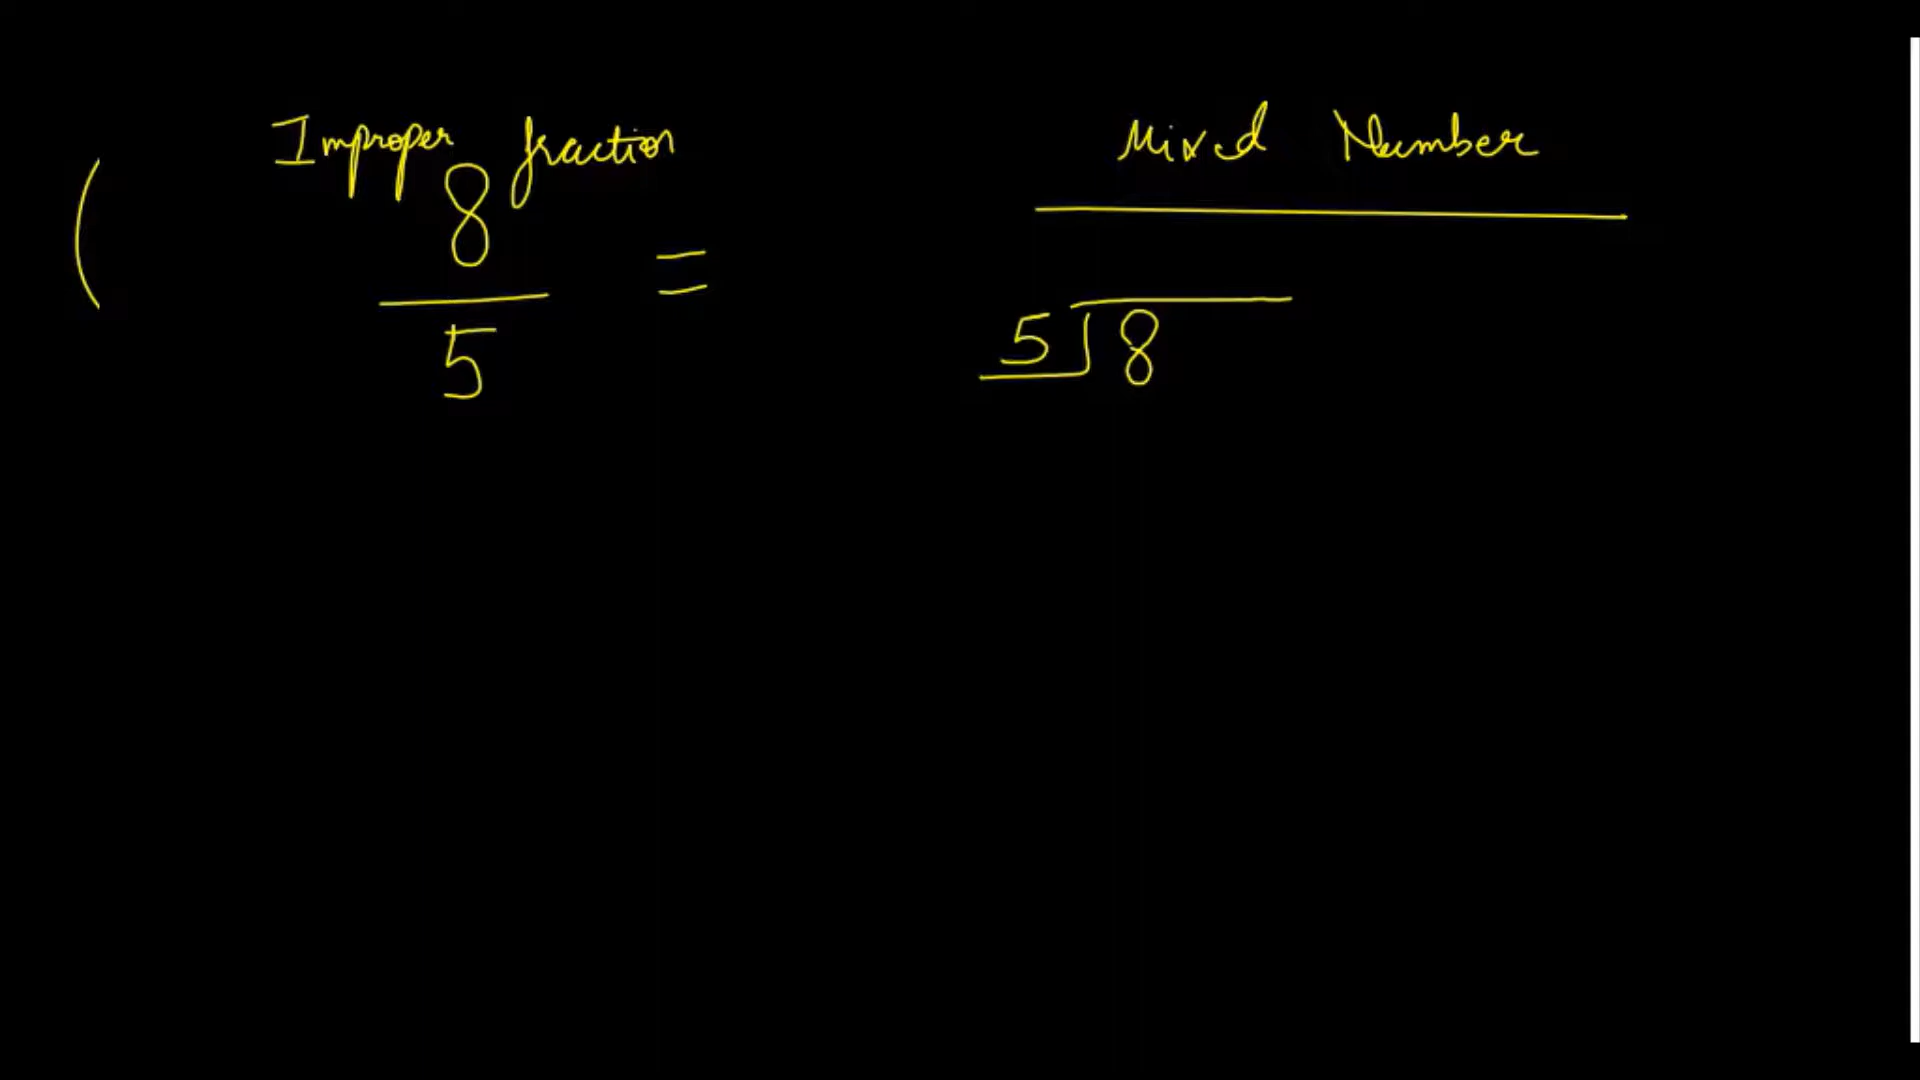 Improper fraction
( 8/5 =
Mixed Number
5)8